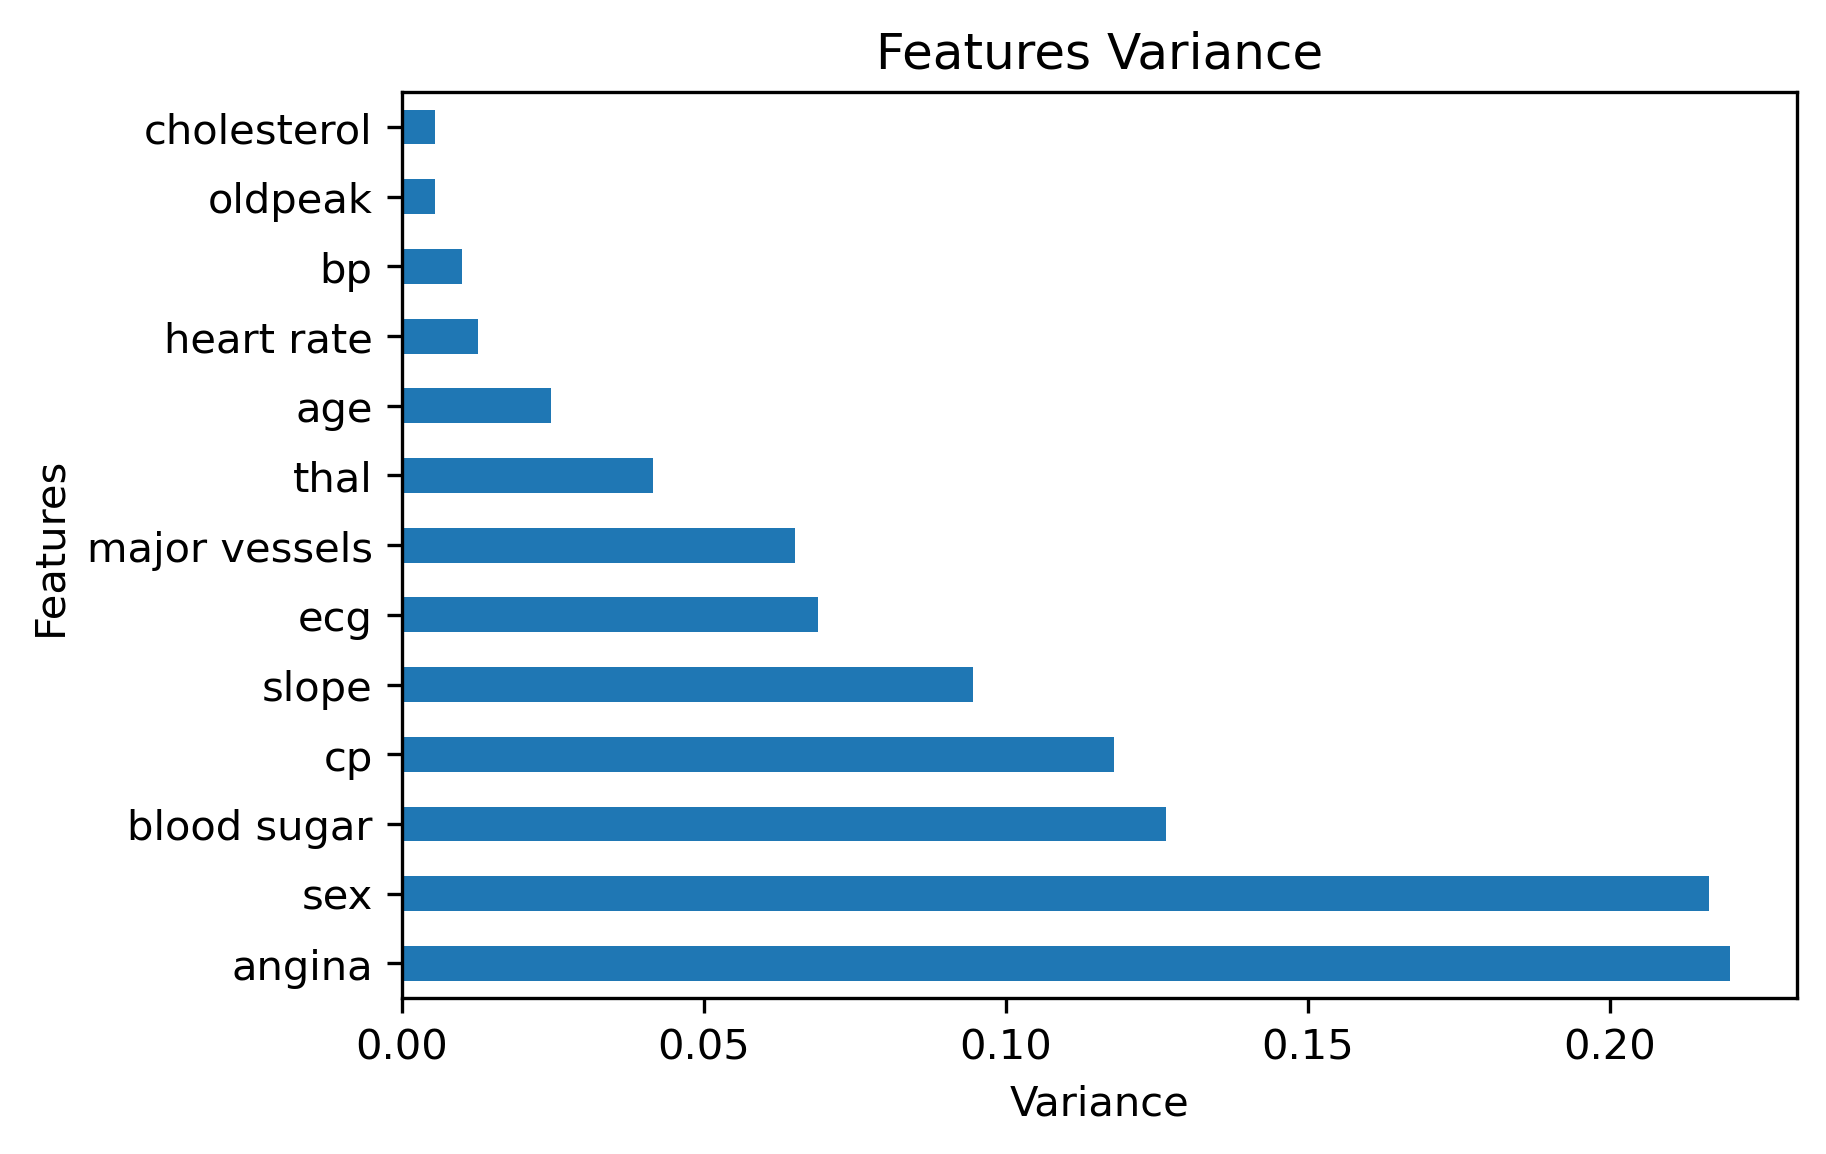 Features Variance
cholesterol
oldpeak
bp
heart rate
age
thal
major vessels
ecg
slope
cp
blood sugar
sex
angina
Features
0.00 0.05 0.10 0.15 0.20
Variance